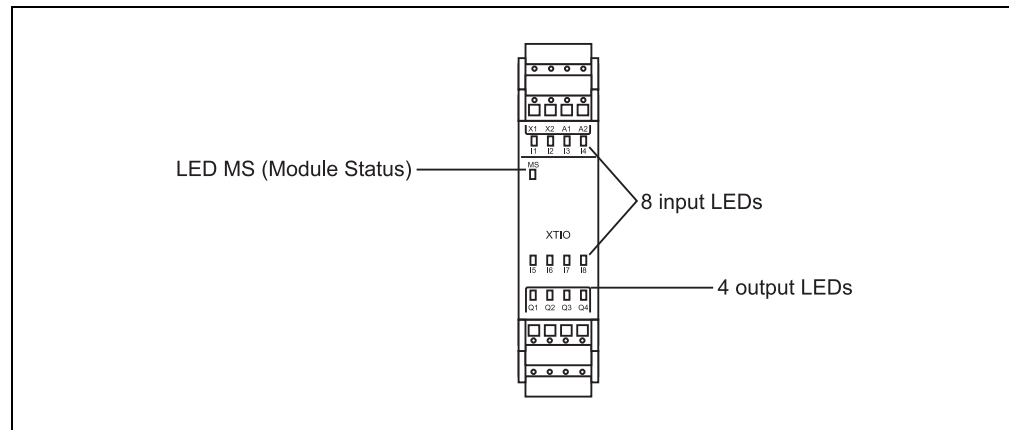 X1 X2 A1 A2
I1 I2 I3 I4
LED MS (Module Status)
MS
8 input LEDs
XTIO
I5 I6 I7 I8
4 output LEDs
Q1 Q2 Q3 Q4